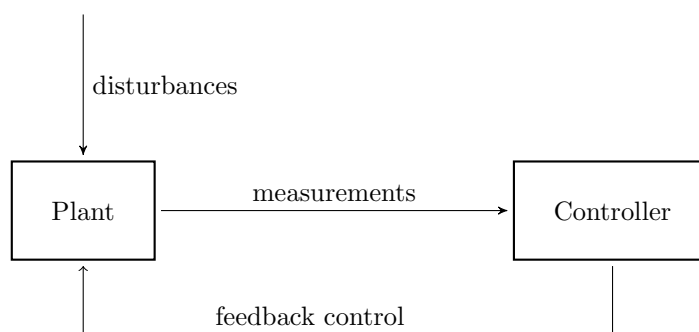 disturbances
measurements
Plant
Controller
feedback control